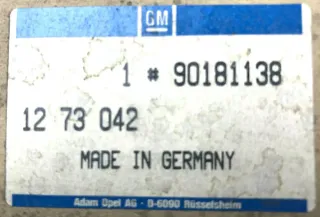 GM
1 # 90181138
12 73 042
MADE IN GERMANY
Adam Opel AG - D-6090 Rüsselsheim